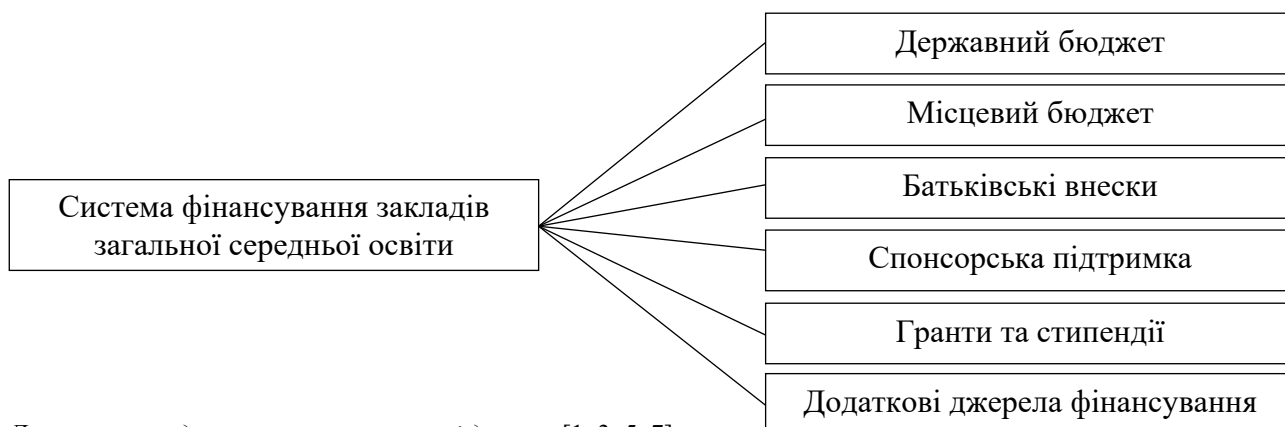 Державний бюджет
Місцевий бюджет
Батьківські внески
Система фінансування закладів
загальної середньої освіти
Спонсорська підтримка
Гранти та стипендії
Додаткові джерела фінансування
[1, 3, 5, 7]